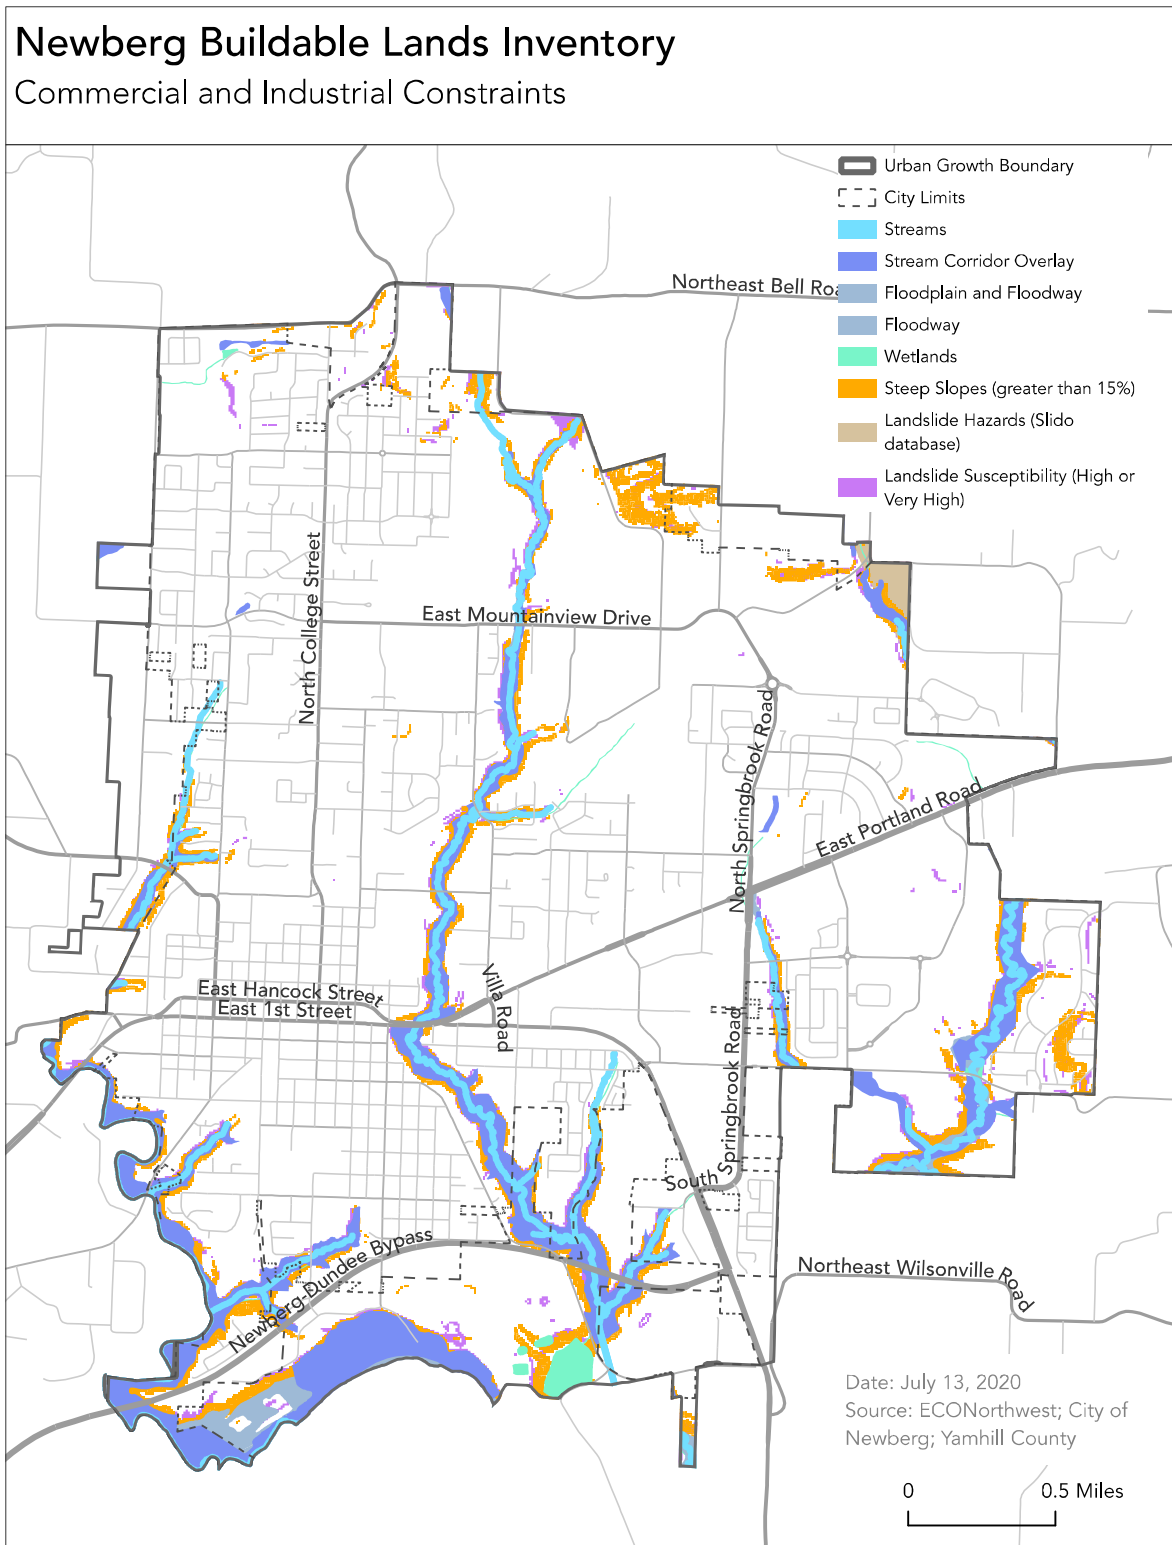 Newberg Buildable Lands Inventory
Commercial and Industrial Constraints
Urban Growth Boundary
City Limits
Streams
Stream Corridor Overlay
Floodplain and Floodway
Floodway
Wetlands
Steep Slopes (greater than 15%)
Landslide Hazards (Slido
database)
Landslide Susceptibility (High or
Very High)
Northeast Bell Roa
North College Street
East Mountainview Drive
North Springbrook Road
East Portland Road
Villa Road
East Hancock Street
East 1st Street
South Springbrook Road
Newberg-Dundee Bypass
Northeast Wilsonville Road
Date: July 13, 2020
Source: ECONorthwest; City of
Newberg; Yamhill County
0 0.5 Miles